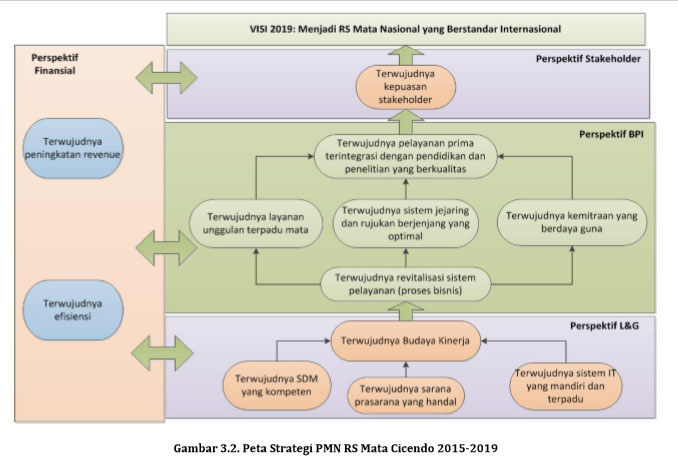 VISI 2019: Menjadi RS Mata Nasional yang Berstandar Internasional
Perspektif
Finansial
Perspektif Stakeholder
Terwujudnya
kepuasan
stakeholder
Perspektif BPI
Terwujudnya pelayanan prima
terintegrasi dengan pendidikan dan
penelitian yang berkualitas
Terwujudnya
peningkatan revenue
Terwujudnya layanan
unggulan terpadu mata
Terwujudnya sistem jejaring
dan rujukan berjenjang yang
optimal
Terwujudnya kemitraan yang
berdaya guna
Terwujudnya revitalisasi sistem
pelayanan (proses bisnis)
Terwujudnya
efisiensi
Perspektif L&G
Terwujudnya Budaya Kinerja
Terwujudnya SDM
yang kompeten
Terwujudnya sarana
prasarana yang handal
Terwujudnya sistem IT
yang mandiri dan
terpadu
Gambar 3.2. Peta Strategi PMN RS Mata Cicendo 2015-2019